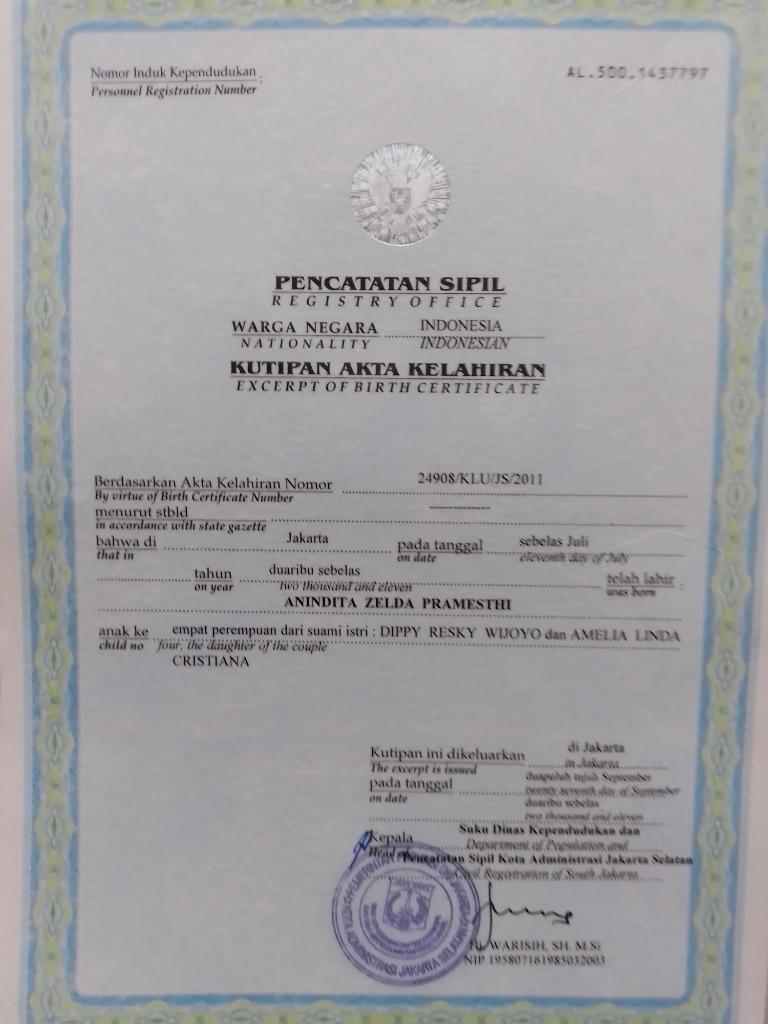 Nomor Induk Kependudukan : AL.500.1437797
Personnel Registration Number
PENCATATAN SIPIL
REGISTRY OFFICE
WARGA NEGARA INDONESIA
NATIONALITY INDONESIAN
KUTIPAN AKTA KELAHIRAN
EXCERPT OF BIRTH CERTIFICATE
Berdasarkan Akta Kelahiran Nomor 24908/KLU/JS/2011
By virtue of Birth Certificate Number
menurut stbld ------------
in accordance with state gazette
bahwa di Jakarta pada tanggal sebelas Juli
that in on date eleventh day of July
tahun duaribu sebelas telah lahir :
on year two thousand and eleven was born
ANINDITA ZELDA PRAMESTHI
anak ke empat perempuan dari suami istri : DIPPY RESKY WIJOYO dan AMELIA LINDA
child no four, the daughter of the couple
CRISTIANA
Kutipan ini dikeluarkan di Jakarta
The excerpt is issued in Jakarta
pada tanggal duapuluh tujuh September
on date twenty seventh day of September
duaribu sebelas
two thousand and eleven
Kepala Suku Dinas Kependudukan dan
Head of Department of Population and
Pencatatan Sipil Kota Administrasi Jakarta Selatan
Civil Registration of South Jakarta
KOTA ADMINISTRASI JAKARTA SELATAN
WARISIH, SH. M.Si
NIP 195807161985032003